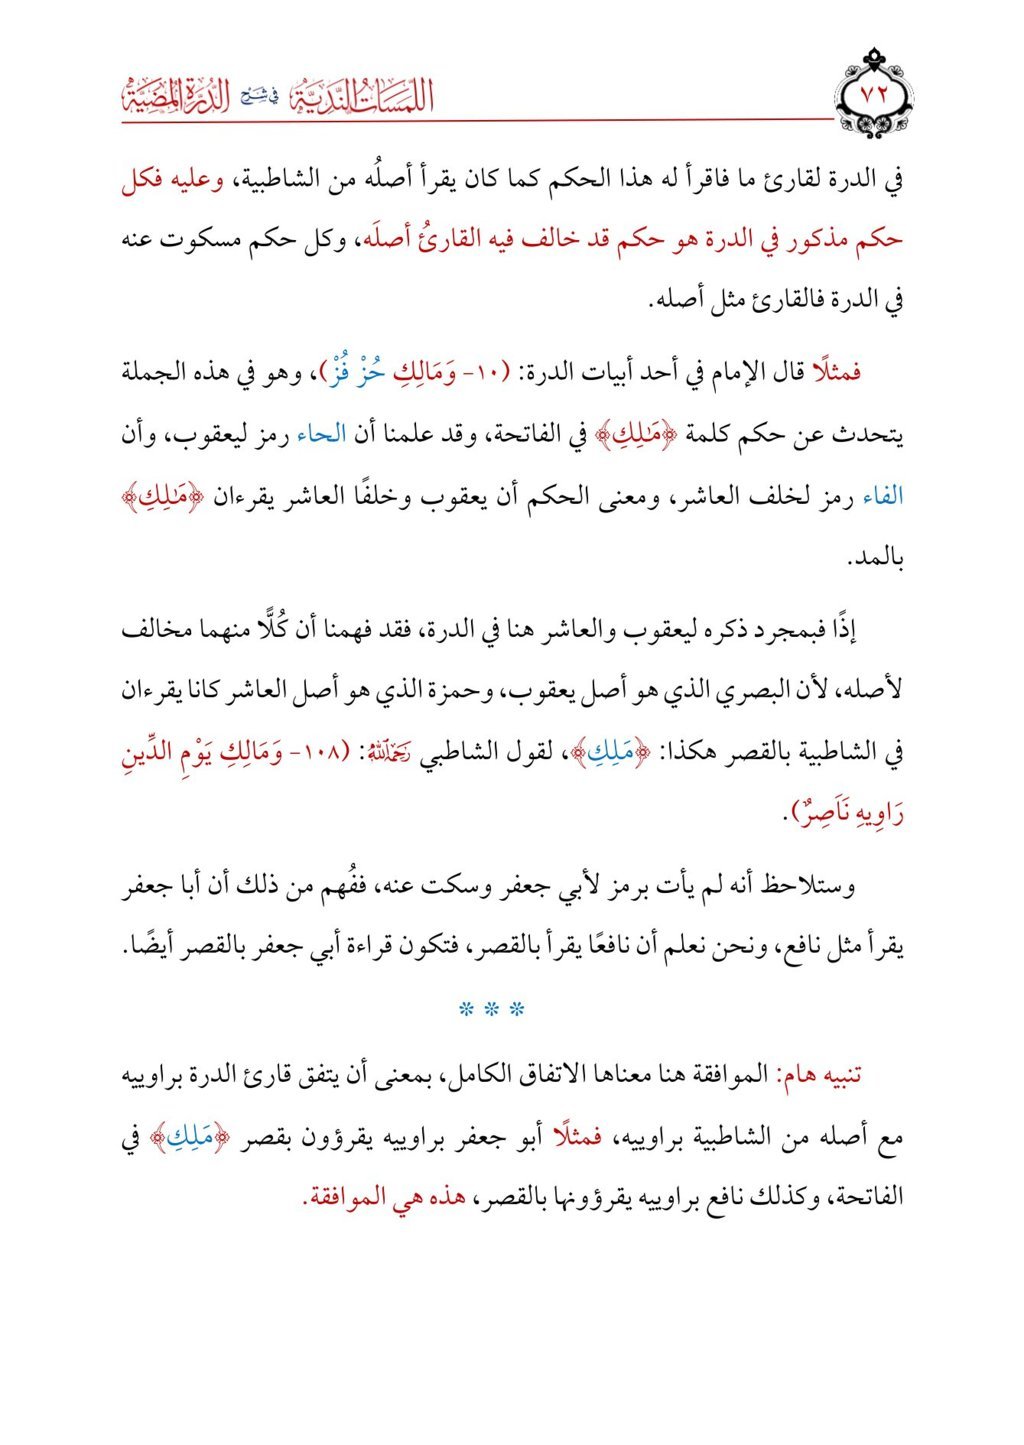 ٧٢
اللمسات الندية في شرح الدرة المضية
في الدرة لقارئ ما فاقرأ له هذا الحكم كما كان يقرأ أصلُه من الشاطبية، وعليه فكل
حكم مذكور في الدرة هو حكم قد خالف فيه القارئُ أصلَه، وكل حكم مسكوت عنه
في الدرة فالقارئ مثل أصله.
فمثلًا قال الإمام في أحد أبيات الدرة: (١٠- وَمَالِكِ حُزْ فُزْ)، وهو في هذه الجملة
يتحدث عن حكم كلمة ﴿مَٰلِكِ﴾ في الفاتحة، وقد علمنا أن الحاء رمز ليعقوب، وأن
الفاء رمز لخلف العاشر، ومعنى الحكم أن يعقوب وخلفًا العاشر يقرءان ﴿مَٰلِكِ﴾
بالمد.
إذًا فبمجرد ذكره ليعقوب والعاشر هنا في الدرة، فقد فهمنا أن كُلًّا منهما مخالف
لأصله، لأن البصري الذي هو أصل يعقوب، وحمزة الذي هو أصل العاشر كانا يقرءان
في الشاطبية بالقصر هكذا: ﴿مَلِكِ﴾، لقول الشاطبي رَحِمَهُ اللَّهُ: (١٠٨- وَمَالِكِ يَوْمِ الدِّينِ
رَاوِيهِ نَاصِرٌ).
وستلاحظ أنه لم يأت برمز لأبي جعفر وسكت عنه، ففُهم من ذلك أن أبا جعفر
يقرأ مثل نافع، ونحن نعلم أن نافعًا يقرأ بالقصر، فتكون قراءة أبي جعفر بالقصر أيضًا.
* * *
تنبيه هام: الموافقة هنا معناها الاتفاق الكامل، بمعنى أن يتفق قارئ الدرة براوييه
مع أصله من الشاطبية براوييه، فمثلًا أبو جعفر براوييه يقرؤون بقصر ﴿مَلِكِ﴾ في
الفاتحة، وكذلك نافع براوييه يقرؤونها بالقصر، هذه هي الموافقة.